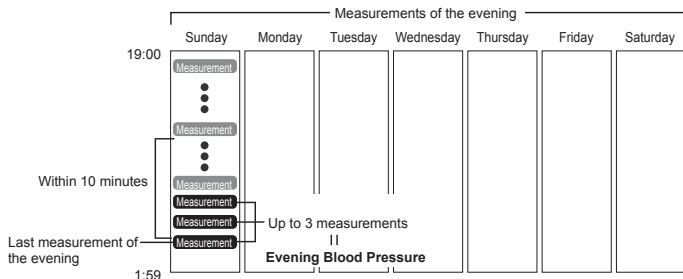 Measurements of the evening
Sunday Monday Tuesday Wednesday Thursday Friday Saturday
19:00
Measurement
Measurement
Within 10 minutes
Measurement
Measurement
Measurement
Up to 3 measurements
Last measurement of
the evening
Measurement
Evening Blood Pressure
1:59